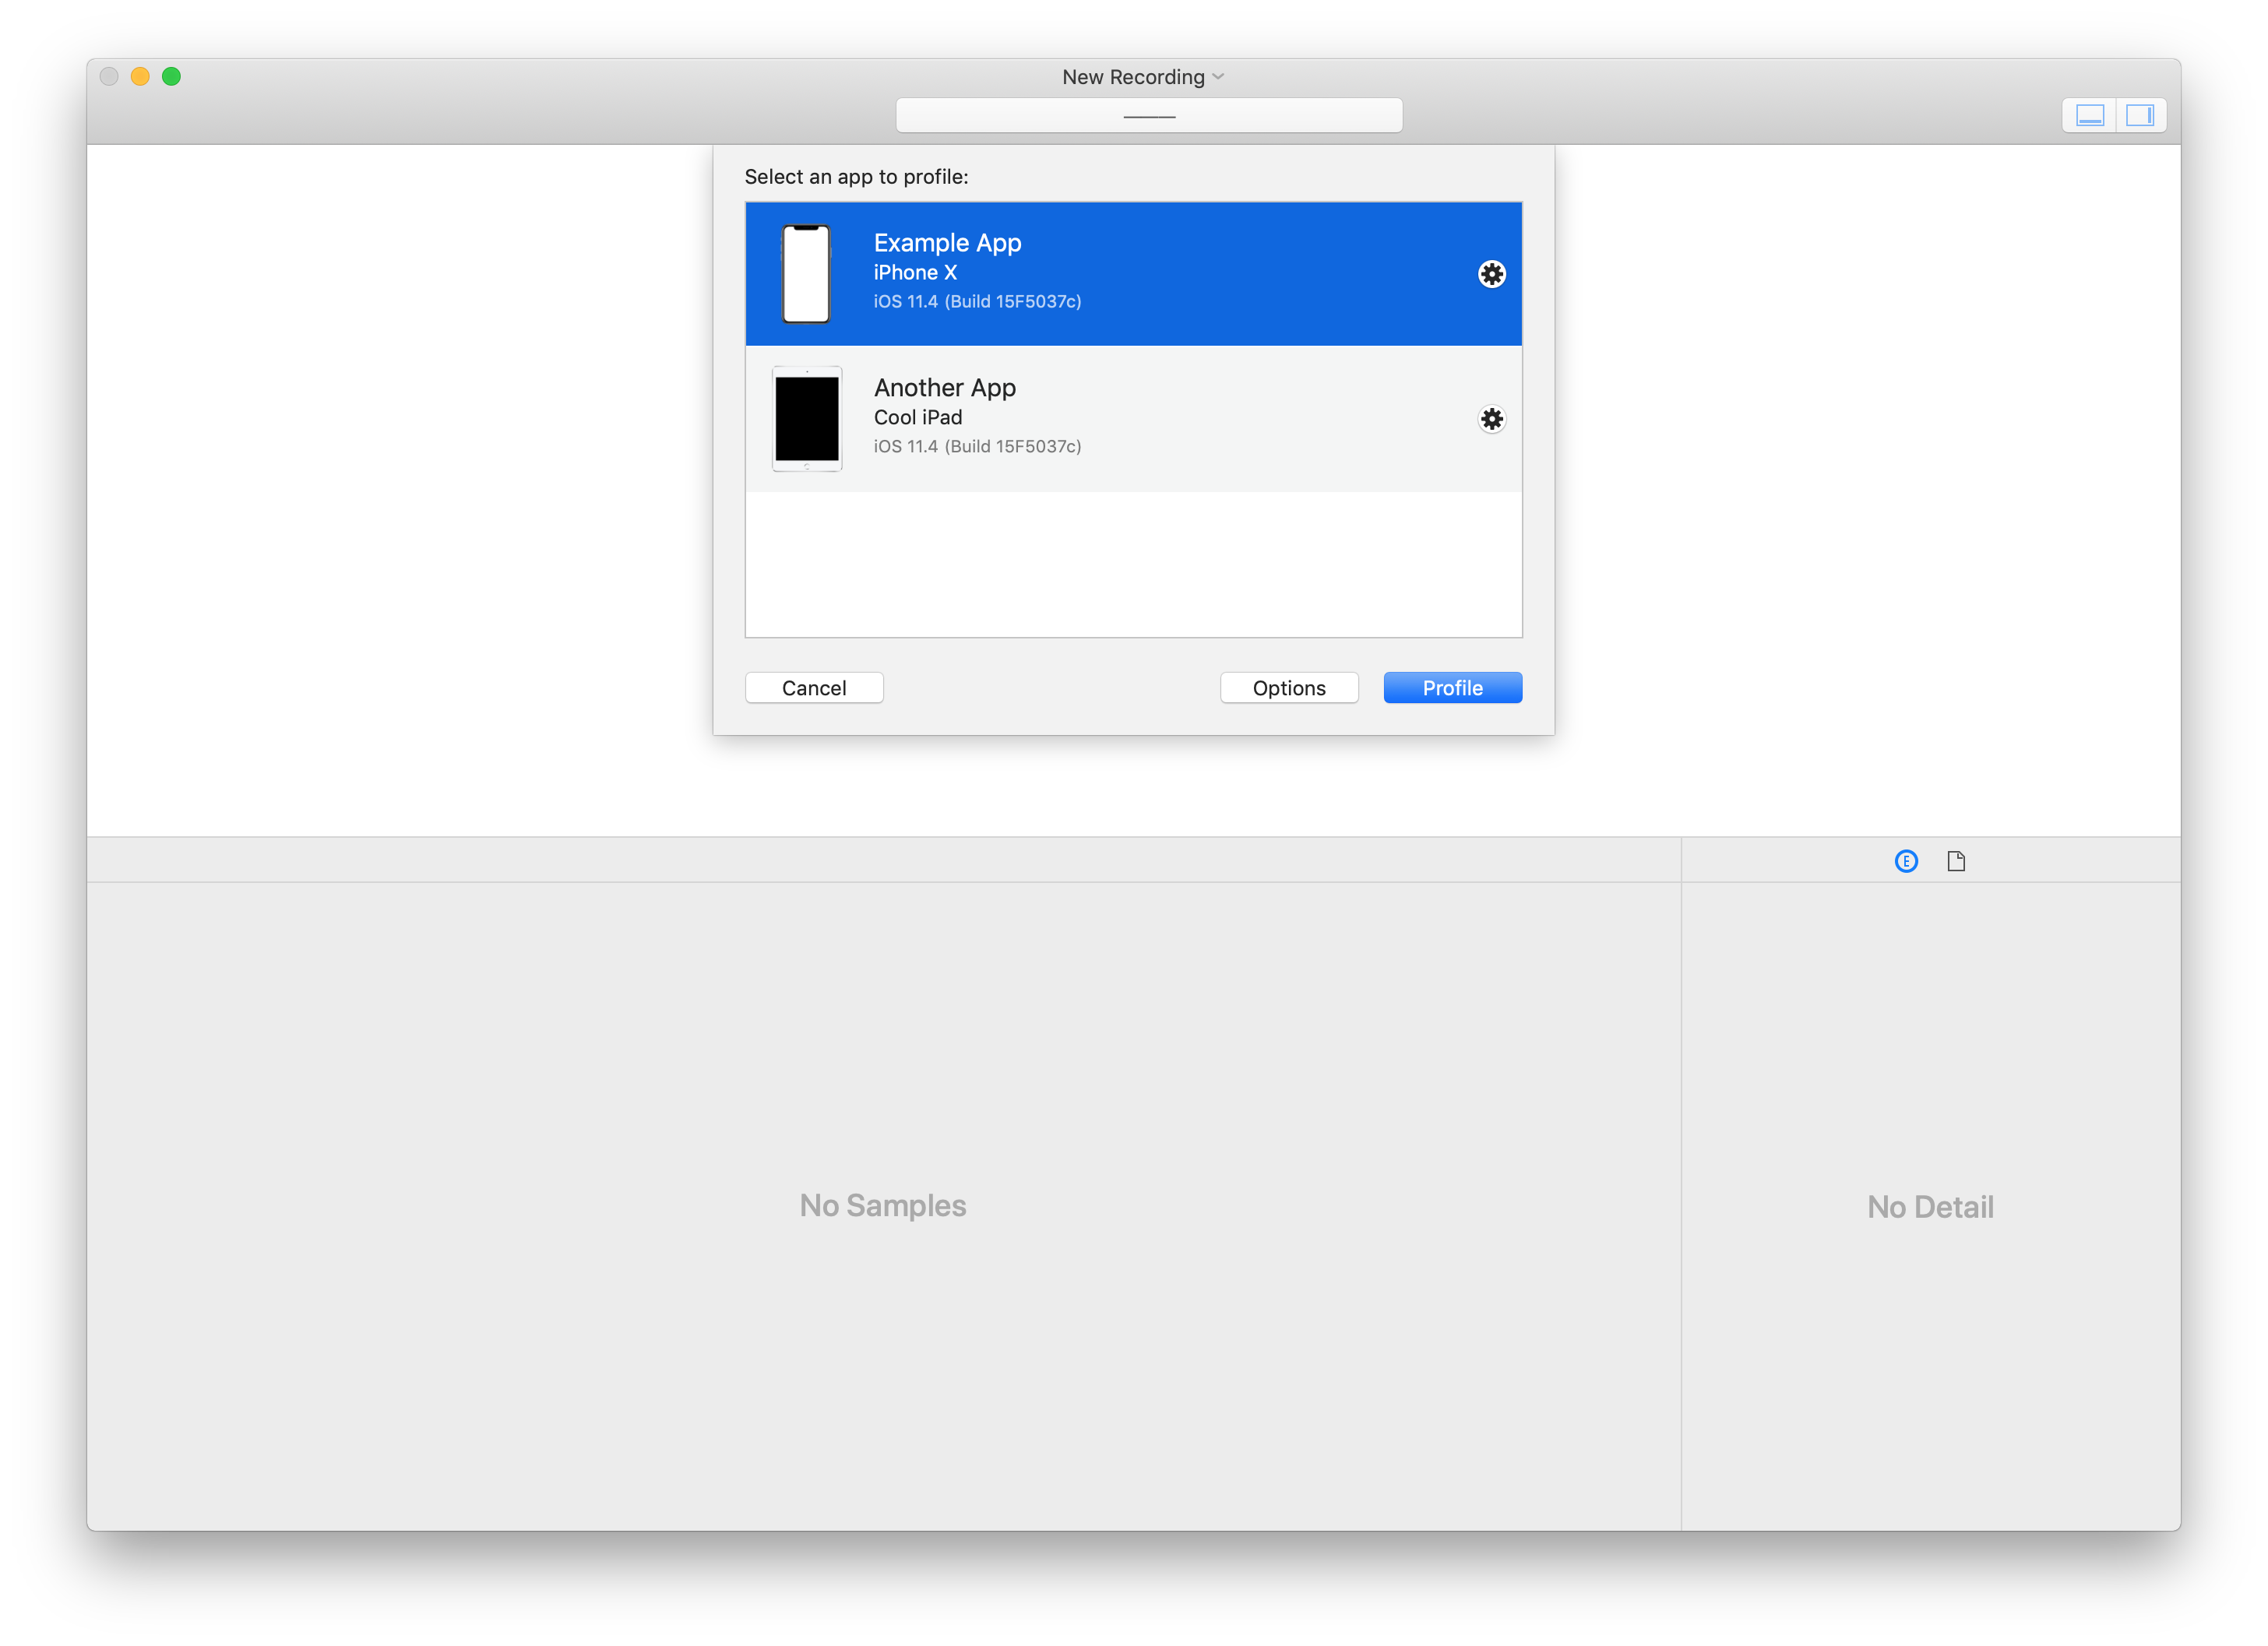 New Recording
Select an app to profile:
Example App
iPhone X
iOS 11.4 (Build 15F5037c)
Another App
Cool iPad
iOS 11.4 (Build 15F5037c)
Cancel
Options
Profile
E
No Samples
No Detail